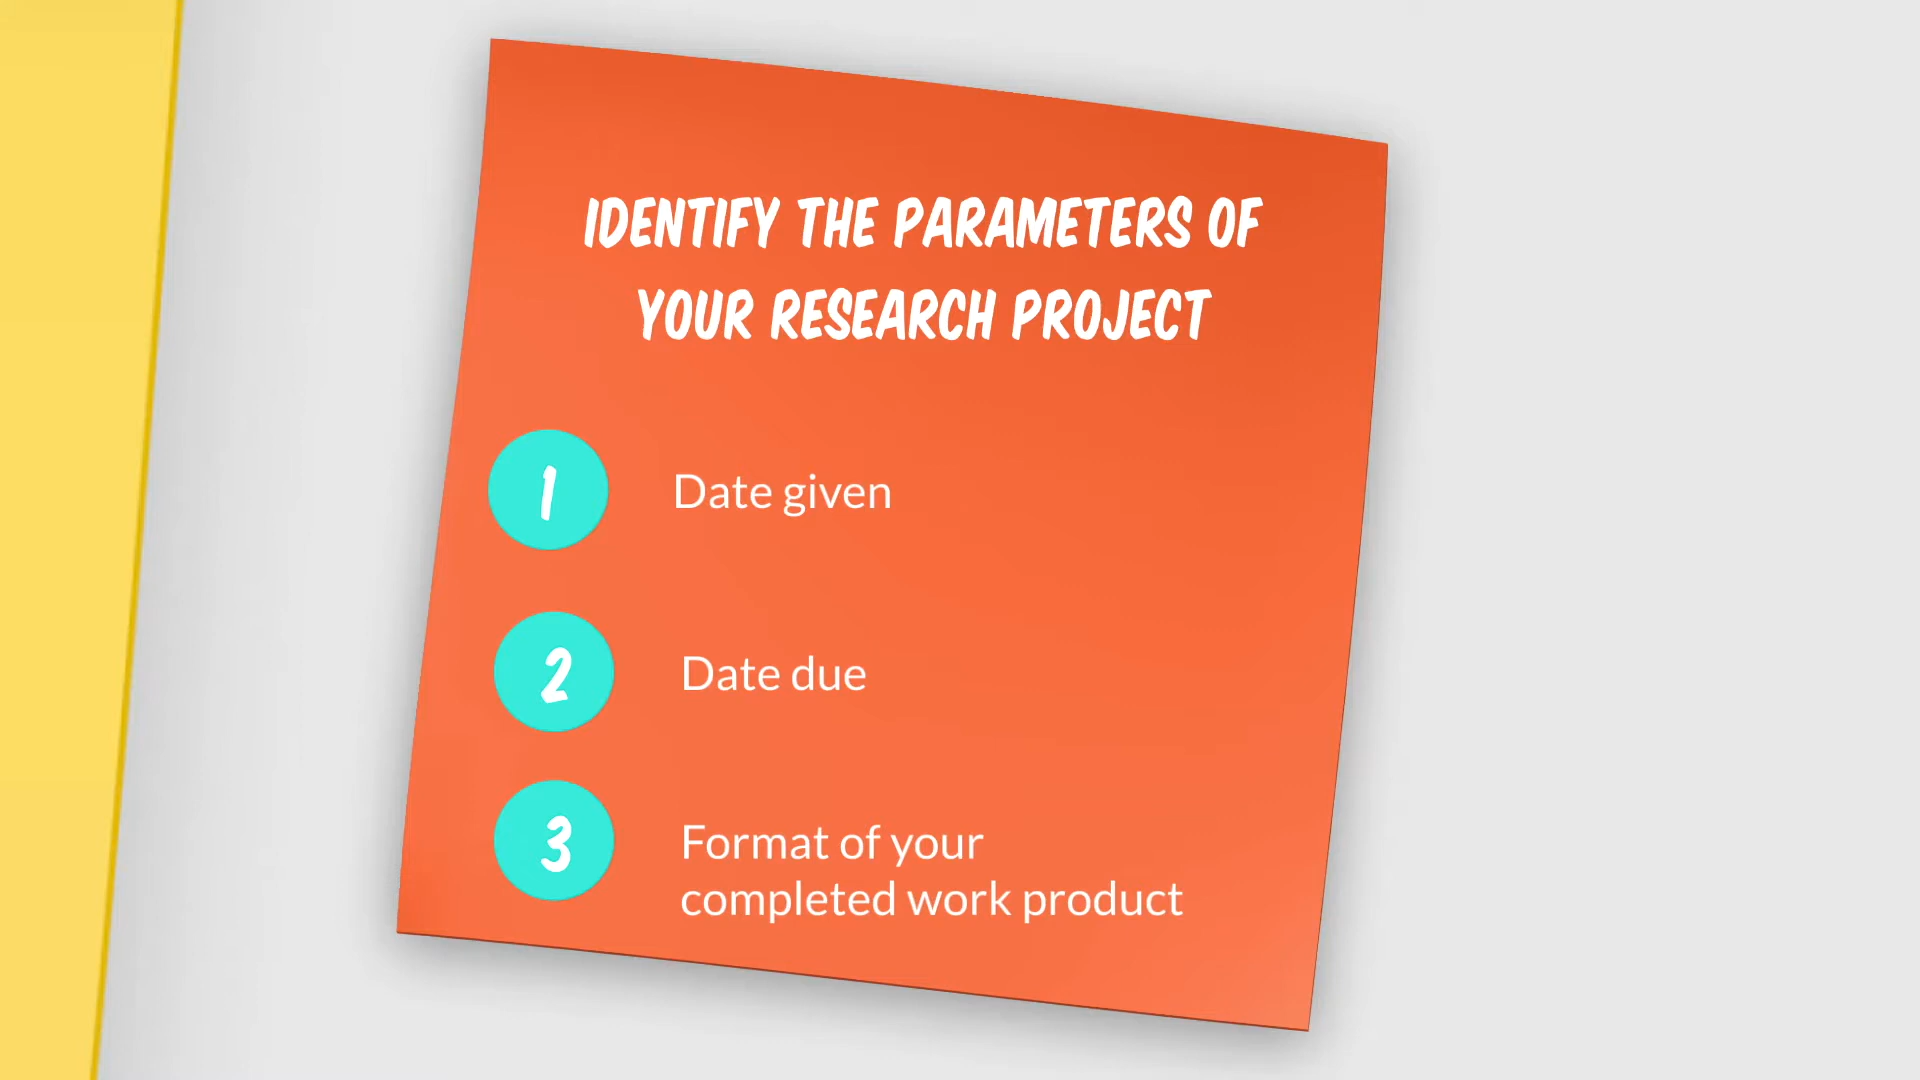 IDENTIFY THE PARAMETERS OF
YOUR RESEARCH PROJECT
1
Date given
2
Date due
3
Format of your
completed work product